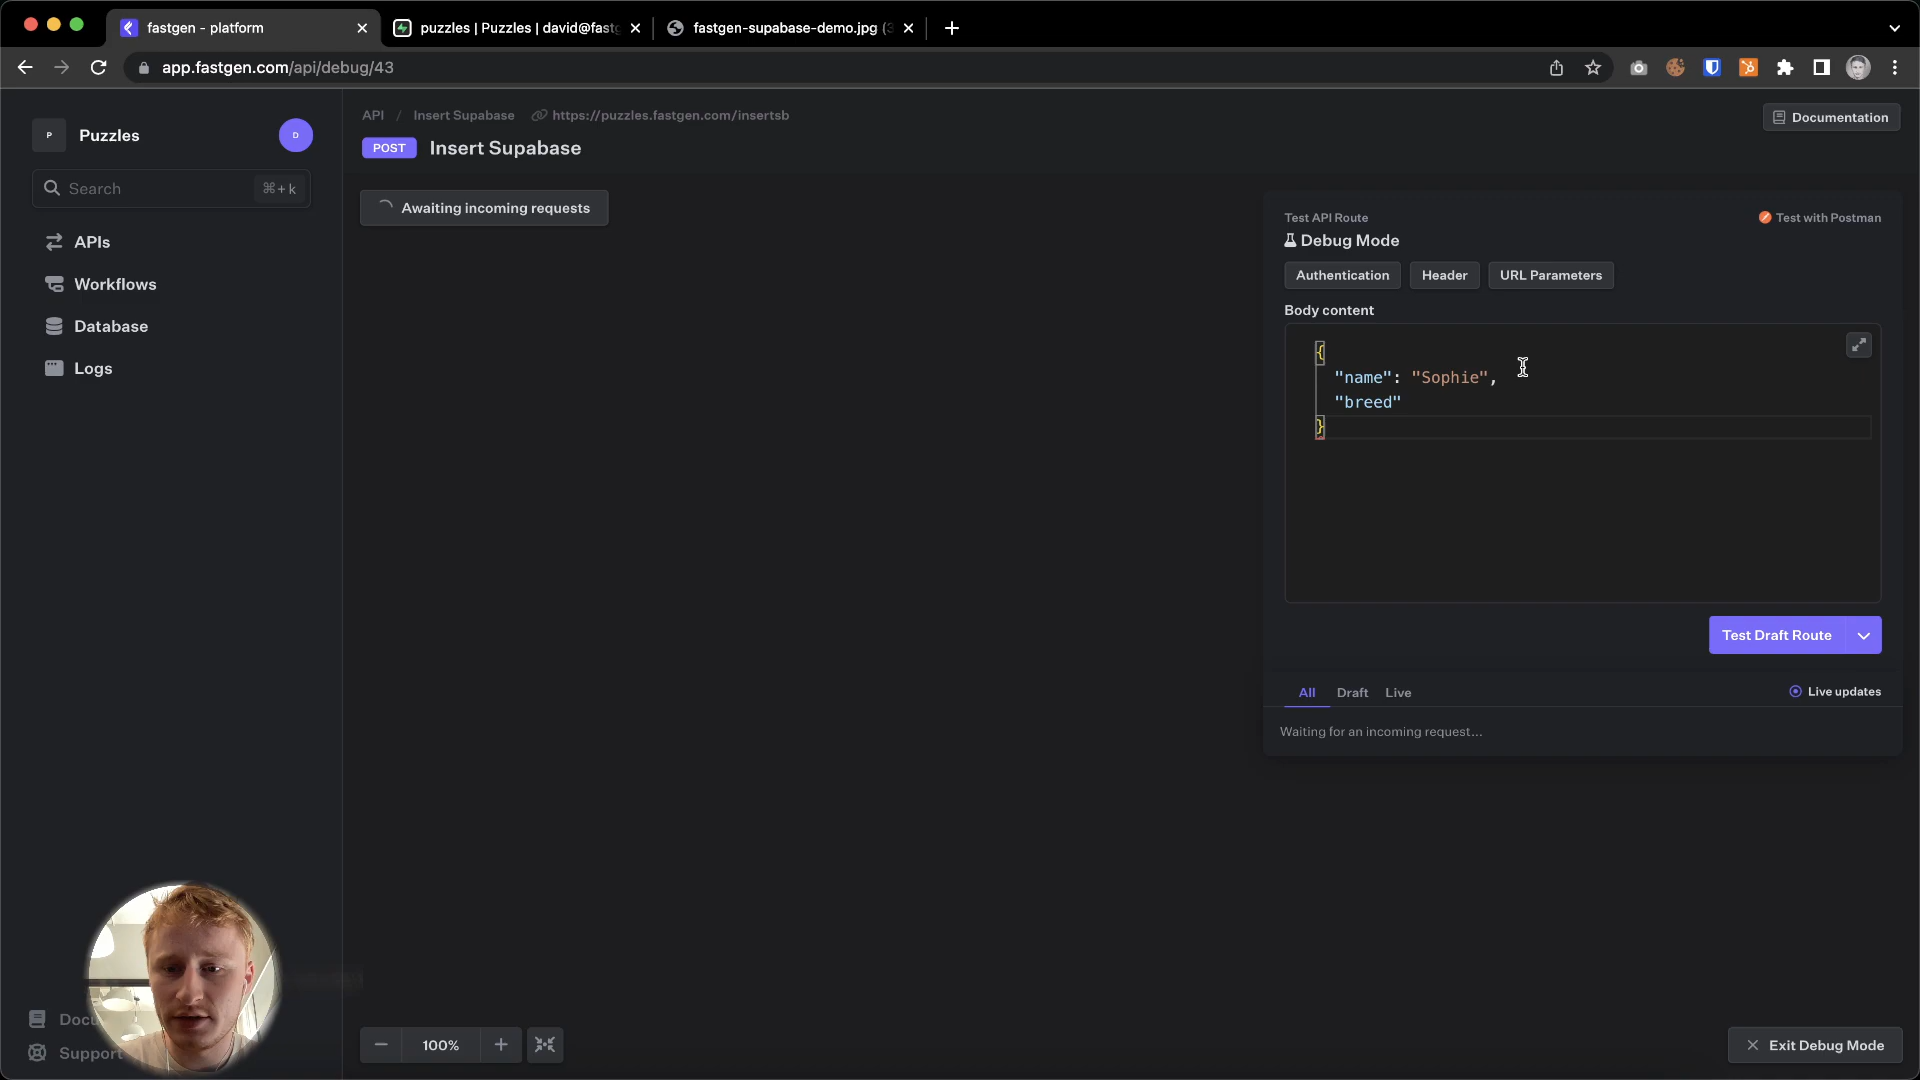 fastgen - platform
puzzles | Puzzles | david@fastg
fastgen-supabase-demo.jpg (3
app.fastgen.com/api/debug/43
P
Puzzles
D
Search
⌘+k
APIs
Workflows
Database
Logs
Docu
Support
API / Insert Supabase https://puzzles.fastgen.com/insertsb
Documentation
POST Insert Supabase
Awaiting incoming requests
Test API Route
Test with Postman
Debug Mode
Authentication
Header
URL Parameters
Body content
{
"name": "Sophie",
"breed"
}
Test Draft Route
All
Draft
Live
Live updates
Waiting for an incoming request...
100%
Exit Debug Mode